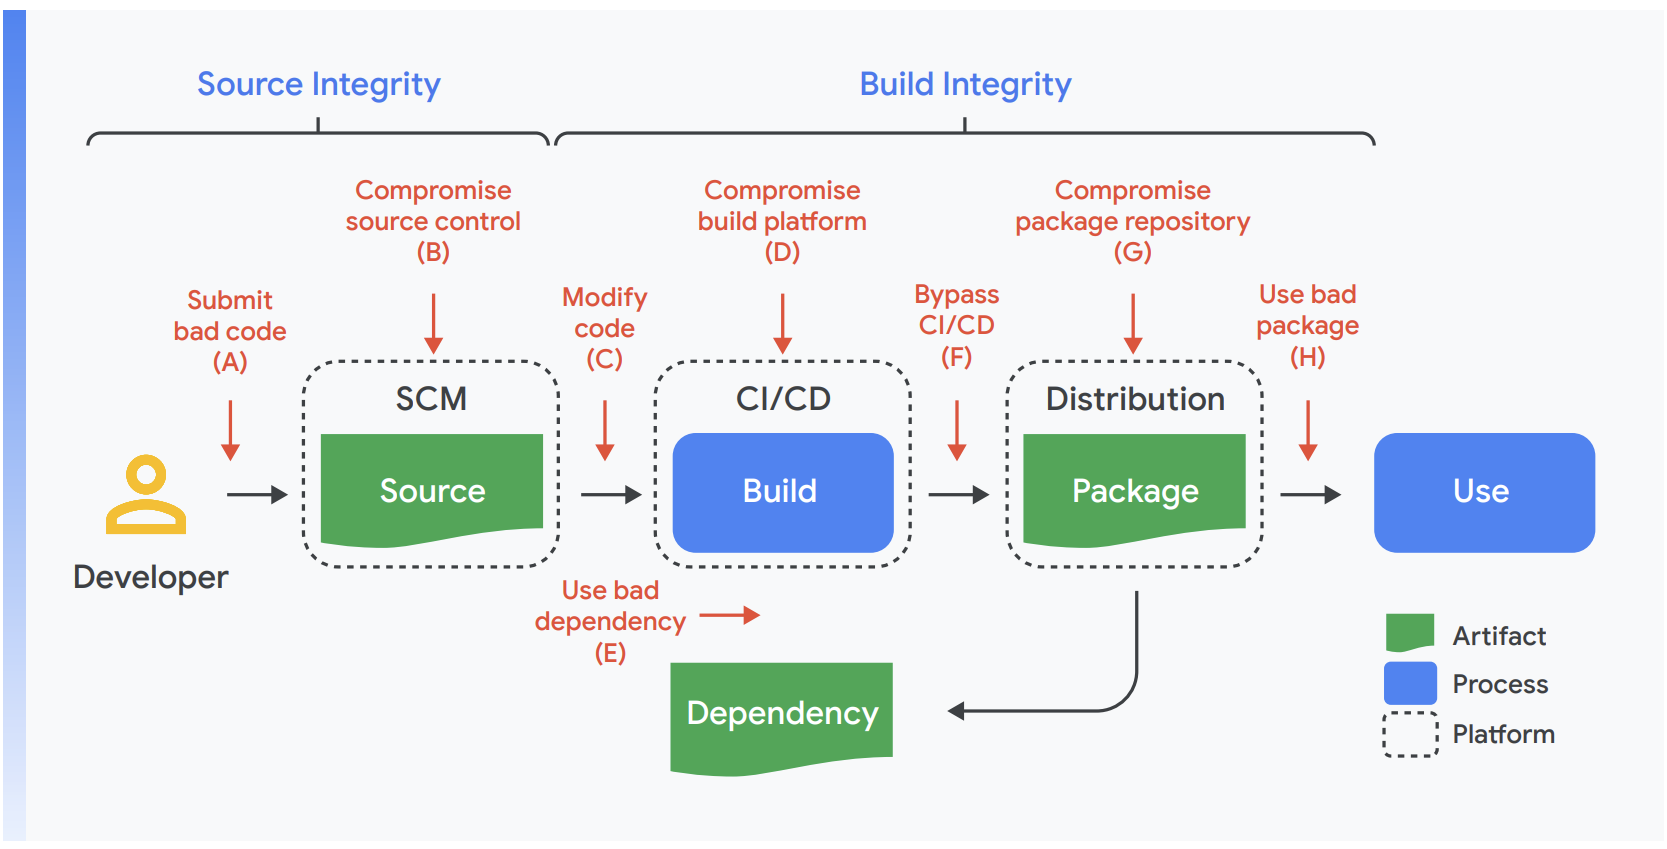 Source Integrity
Build Integrity
Compromise
source control
(B)
Compromise
build platform
(D)
Compromise
package repository
(G)
Submit
bad code
(A)
Modify
code
(C)
Bypass
CI/CD
(F)
Use bad
package
(H)
SCM
CI/CD
Distribution
Source
Build
Package
Use
Developer
Use bad
dependency
(E)
Dependency
Artifact
Process
Platform